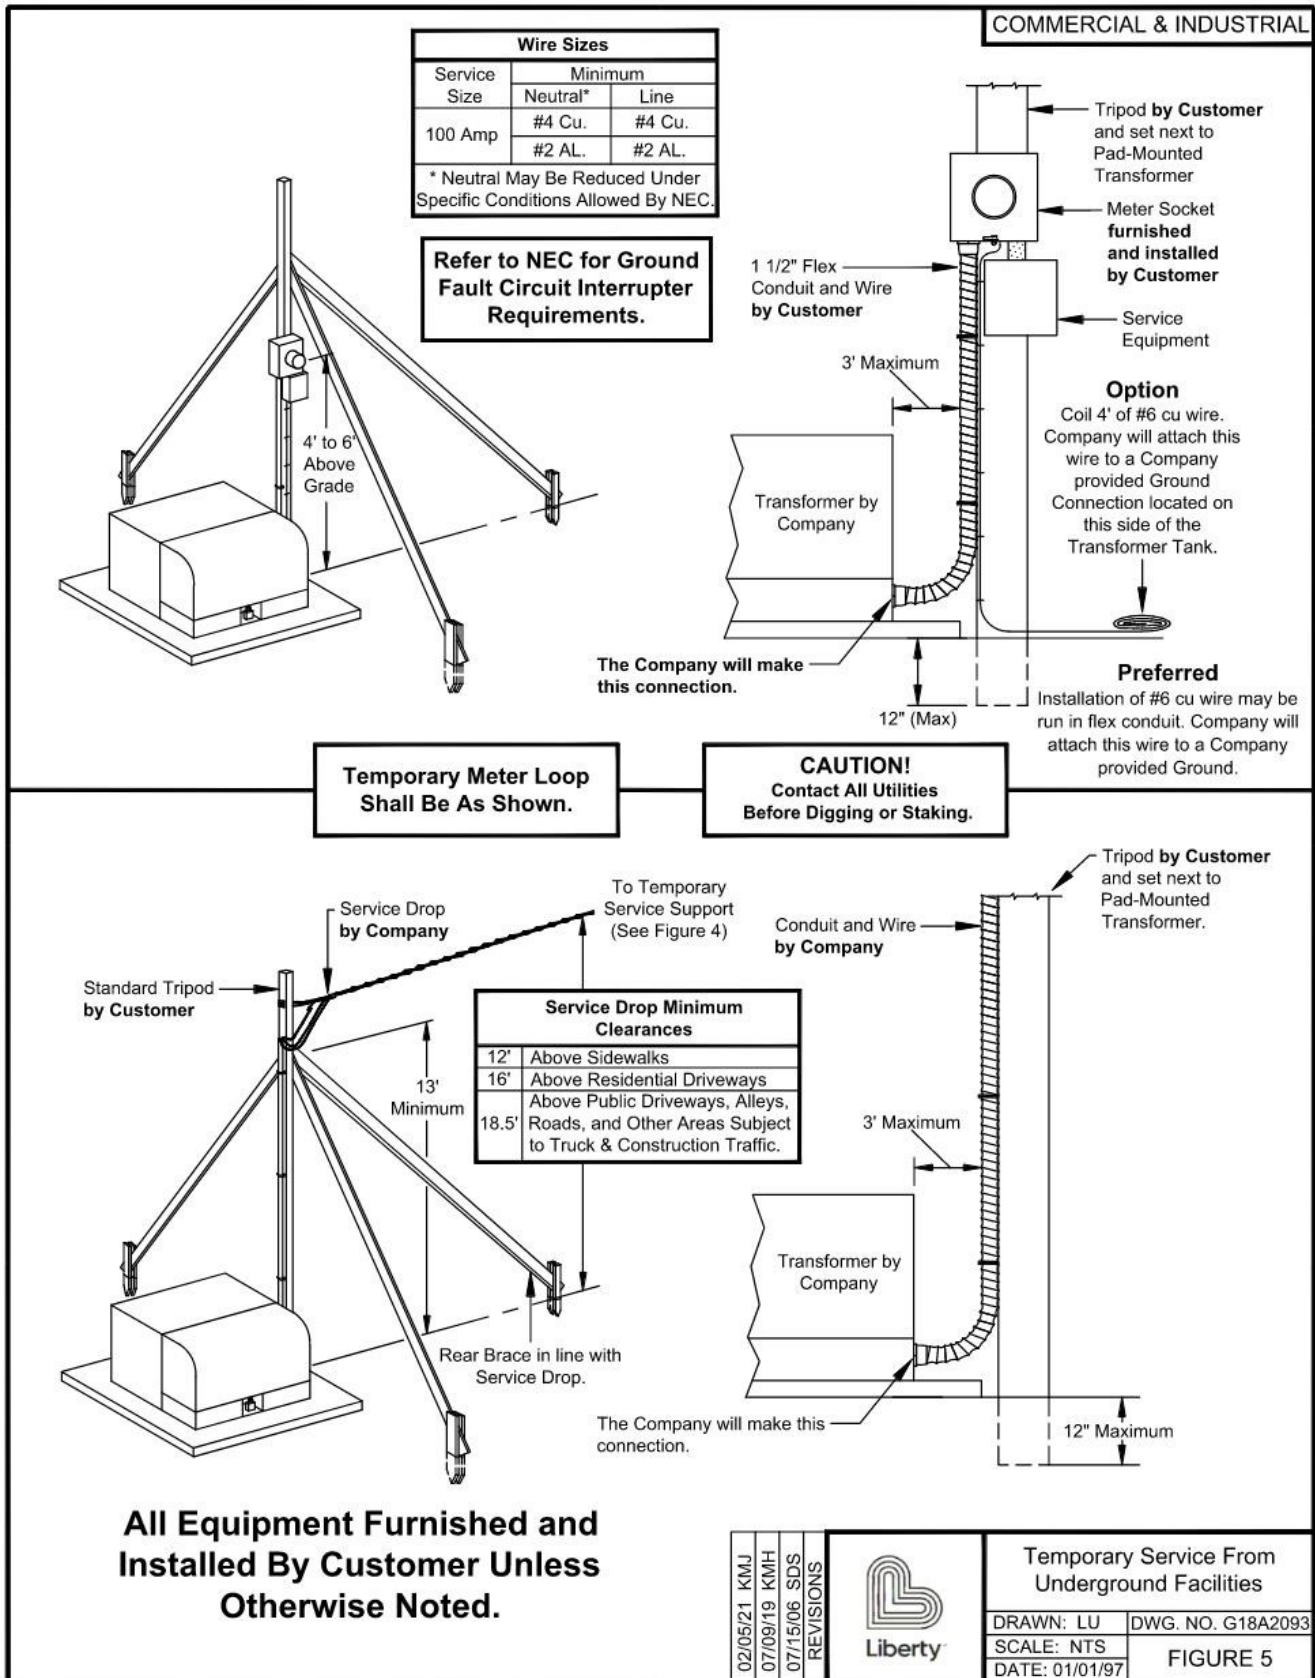 COMMERCIAL & INDUSTRIAL
Wire Sizes
Service
Size
Minimum
Neutral*
Line
100 Amp
#4 Cu.
#4 Cu.
#2 AL.
#2 AL.
* Neutral May Be Reduced Under
Specific Conditions Allowed By NEC.
Refer to NEC for Ground
Fault Circuit Interrupter
Requirements.
4' to 6'
Above
Grade
Tripod by Customer
and set next to
Pad-Mounted
Transformer
Meter Socket
furnished
and installed
by Customer
1 1/2" Flex
Conduit and Wire
by Customer
Service
Equipment
3' Maximum
Option
Coil 4' of #6 cu wire.
Company will attach this
wire to a Company
provided Ground
Connection located on
this side of the
Transformer Tank.
Transformer by
Company
The Company will make
this connection.
12" (Max)
Preferred
Installation of #6 cu wire may be
run in flex conduit. Company will
attach this wire to a Company
provided Ground.
Temporary Meter Loop
Shall Be As Shown.
CAUTION!
Contact All Utilities
Before Digging or Staking.
Service Drop
by Company
To Temporary
Service Support
(See Figure 4)
Standard Tripod
by Customer
Service Drop Minimum
Clearances
12' Above Sidewalks
16' Above Residential Driveways
18.5' Above Public Driveways, Alleys,
Roads, and Other Areas Subject
to Truck & Construction Traffic.
13'
Minimum
Rear Brace in line with
Service Drop.
Tripod by Customer
and set next to
Pad-Mounted
Transformer.
Conduit and Wire
by Company
3' Maximum
Transformer by
Company
The Company will make this
connection.
12" Maximum
All Equipment Furnished and
Installed By Customer Unless
Otherwise Noted.
02/05/21 KMJ
07/09/19 KMH
07/15/06 SDS
REVISIONS
Liberty
Temporary Service From
Underground Facilities
DRAWN: LU
DWG. NO. G18A2093
SCALE: NTS
DATE: 01/01/97
FIGURE 5